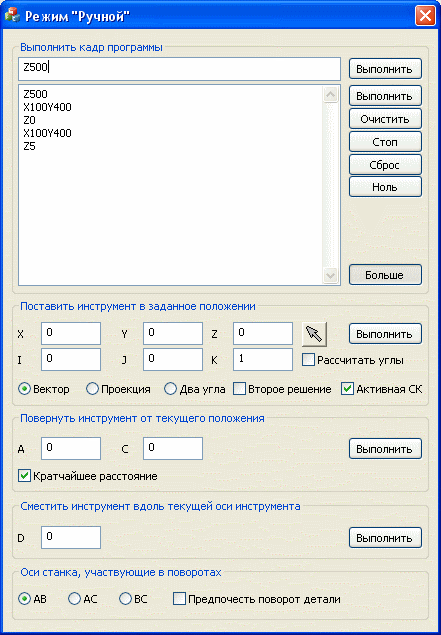 Режим "Ручной"
Выполнить кадр программы
Z500 Выполнить
Z500 Выполнить
X100Y400 Очистить
Z0 Стоп
X100Y400 Сброс
Z5 Ноль
Больше
Поставить инструмент в заданное положении
X 0 Y 0 Z 0 Выполнить
I 0 J 0 K 1 Рассчитать углы
Вектор Проекция Два угла Второе решение Активная СК
Повернуть инструмент от текущего положения
A 0 C 0 Выполнить
Кратчайшее расстояние
Сместить инструмент вдоль текущей оси инструмента
D 0 Выполнить
Оси станка, участвующие в поворотах
AB AC BC Предпочесть поворот детали